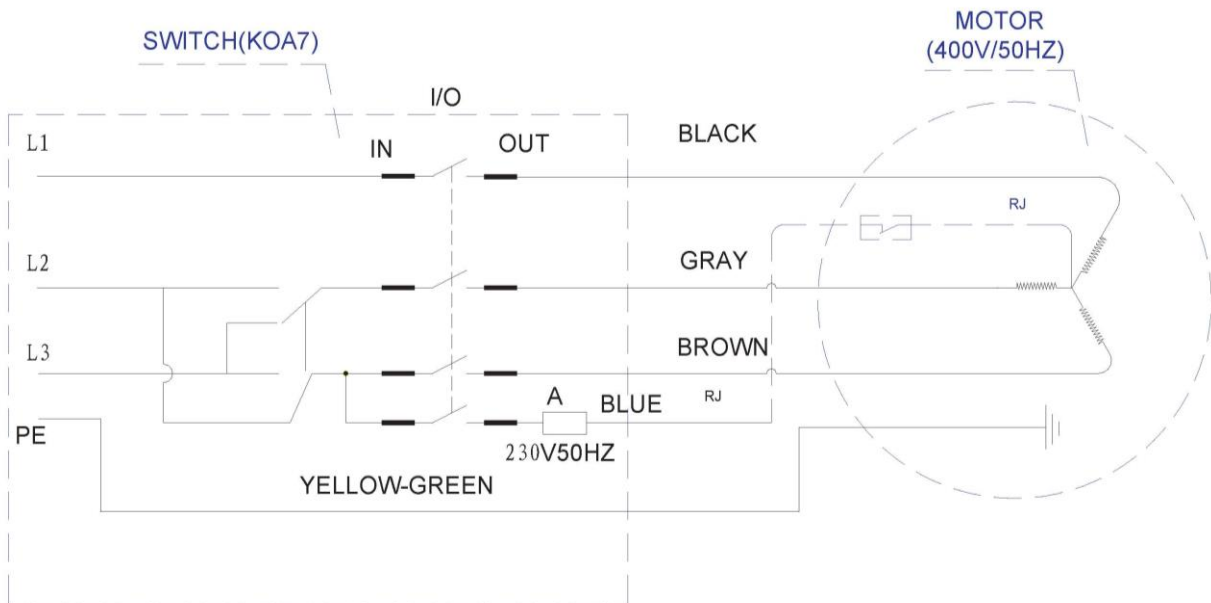 SWITCH(KOA7)
MOTOR
(400V/50HZ)
I/O
L1
IN
OUT
BLACK
RJ
L2
GRAY
L3
BROWN
A
BLUE
RJ
PE
230V50HZ
YELLOW-GREEN